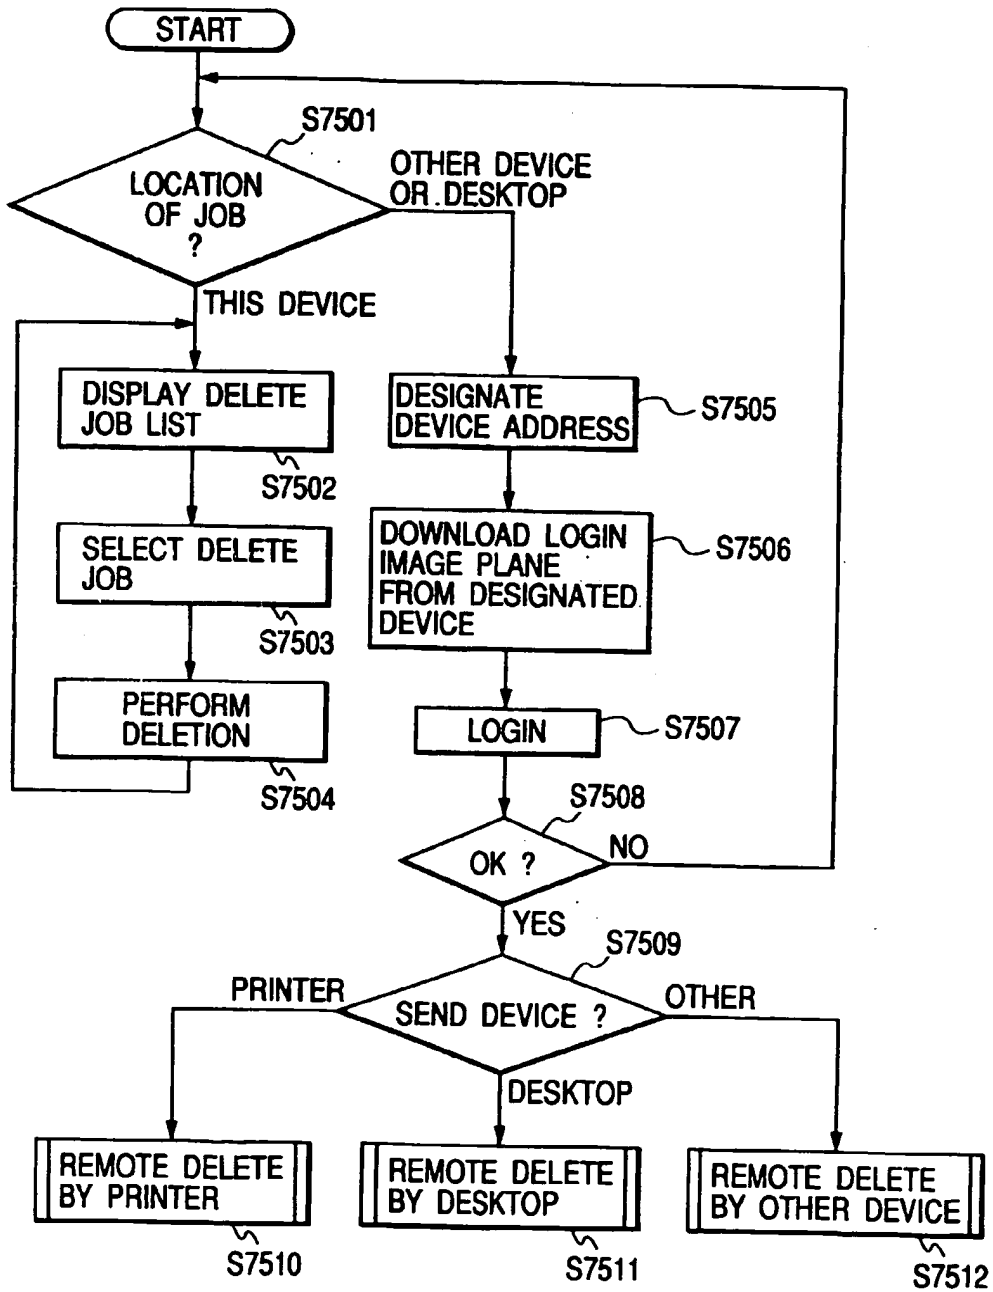 START
S7501
LOCATION
OF JOB
?
OTHER DEVICE
OR DESKTOP
THIS DEVICE
DISPLAY DELETE
JOB LIST
S7502
SELECT DELETE
JOB
S7503
PERFORM
DELETION
S7504
DESIGNATE
DEVICE ADDRESS
S7505
DOWNLOAD LOGIN
IMAGE PLANE
FROM DESIGNATED
DEVICE
S7506
LOGIN
S7507
S7508
OK ?
NO
YES
S7509
SEND DEVICE ?
PRINTER
OTHER
DESKTOP
REMOTE DELETE
BY PRINTER
S7510
REMOTE DELETE
BY DESKTOP
S7511
REMOTE DELETE
BY OTHER DEVICE
S7512